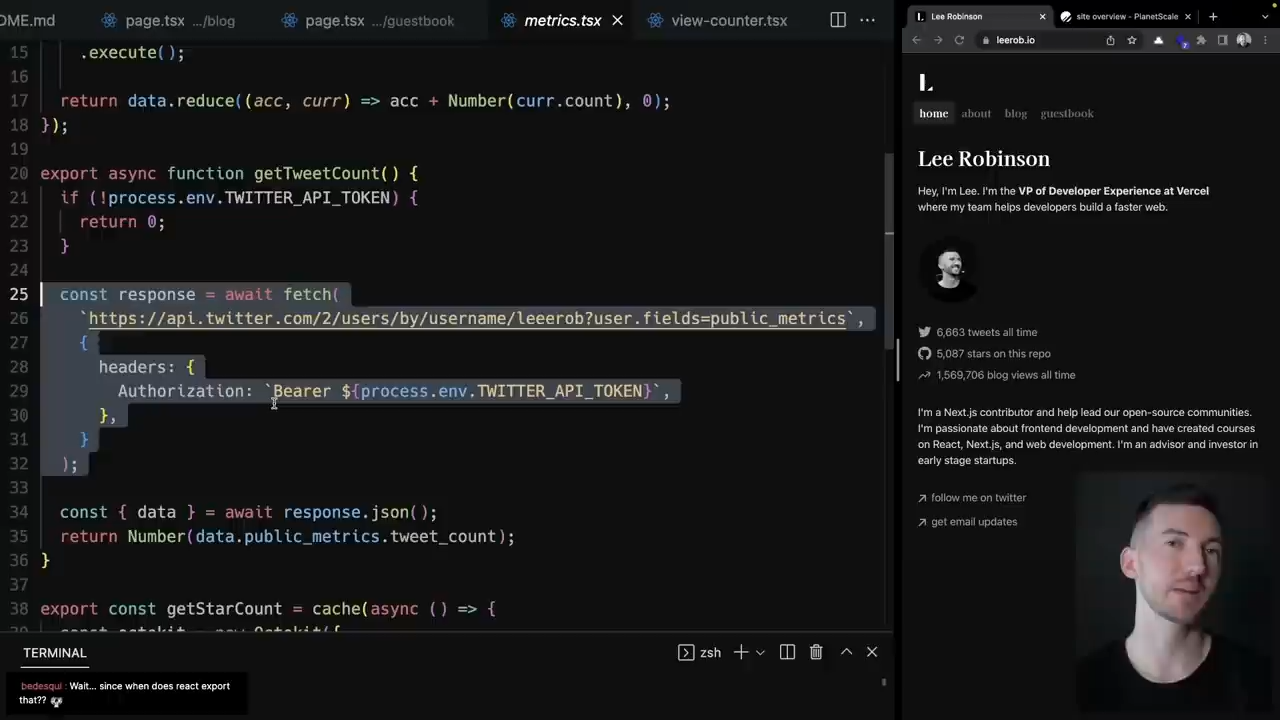 DME.md
page.tsx .../blog
page.tsx .../guestbook
metrics.tsx
view-counter.tsx
15 .execute();
16
17 return data.reduce((acc, curr) => acc + Number(curr.count), 0);
18 });
19
20 export async function getTweetCount() {
21 if (!process.env.TWITTER_API_TOKEN) {
22 return 0;
23 }
24
25 const response = await fetch(
26 `https://api.twitter.com/2/users/by/username/leeerob?user.fields=public_metrics`,
27 {
28 headers: {
29 Authorization: `Bearer ${process.env.TWITTER_API_TOKEN}`,
30 },
31 }
32 );
33
34 const { data } = await response.json();
35 return Number(data.public_metrics.tweet_count);
36 }
37
38 export const getStarCount = cache(async () => {
39 const octokit = new Octokit({
TERMINAL
zsh
bedesqui : Wait... since when does react export
that??
Lee Robinson
site overview - PlanetScale
leerob.io
home about blog guestbook
Lee Robinson
Hey, I'm Lee. I'm the VP of Developer Experience at Vercel
where my team helps developers build a faster web.
6,663 tweets all time
5,087 stars on this repo
1,569,706 blog views all time
I'm a Next.js contributor and help lead our open-source communities.
I'm passionate about frontend development and have created courses
on React, Next.js, and web development. I'm an advisor and investor in
early stage startups.
follow me on twitter
get email updates